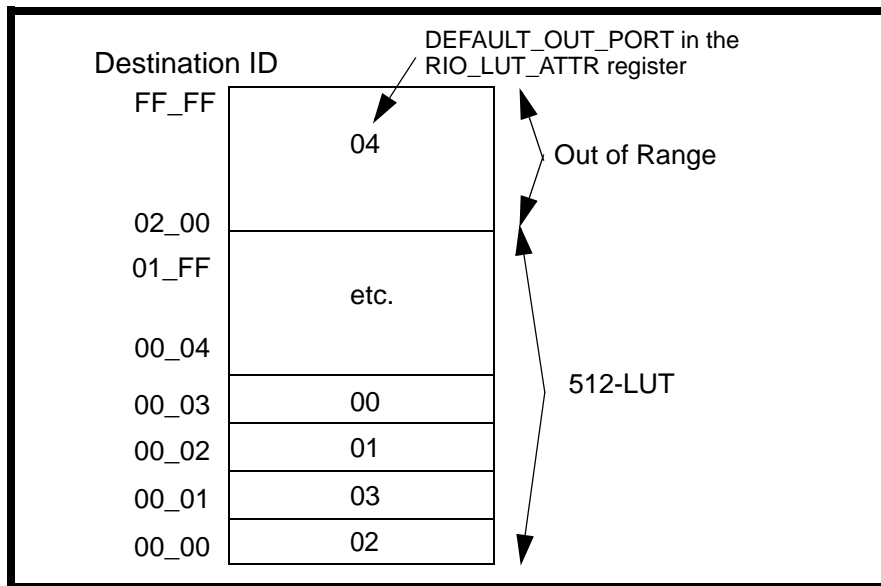 DEFAULT_OUT_PORT in the
RIO_LUT_ATTR register
Destination ID
FF_FF
04
Out of Range
02_00
01_FF
etc.
00_04
512-LUT
00_03
00
00_02
01
00_01
03
00_00
02